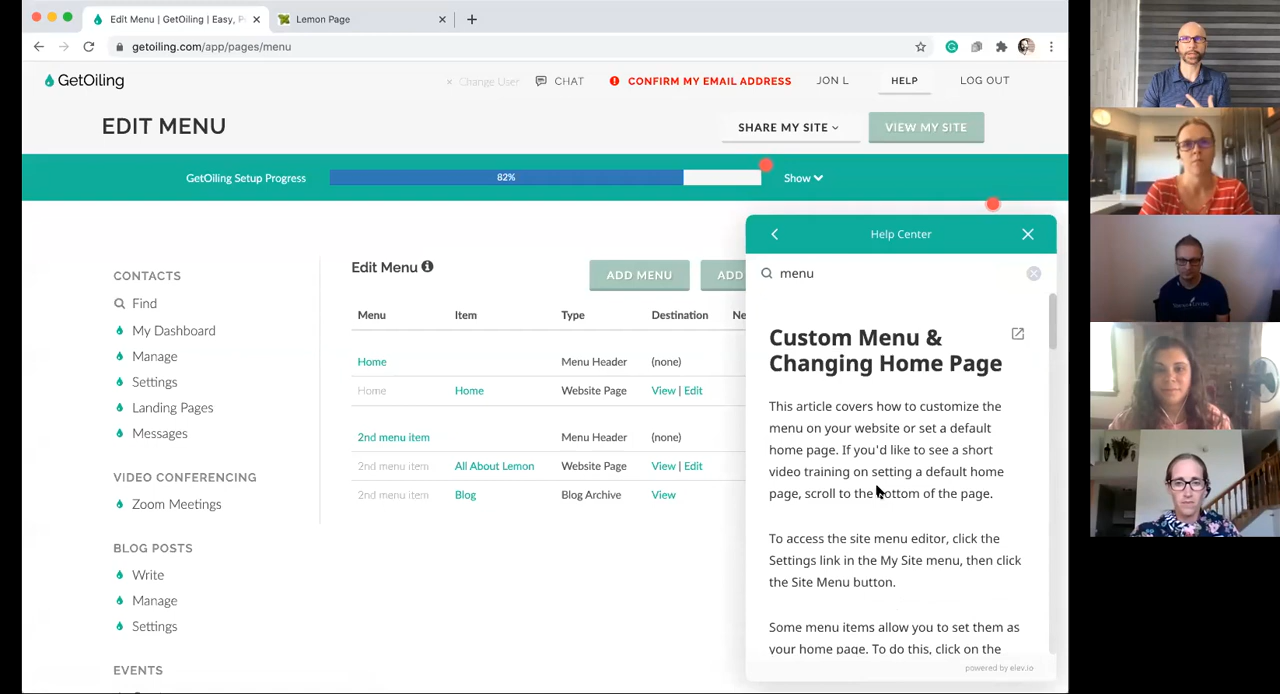 Edit Menu | GetOiling | Easy, P
Lemon Page
getoiling.com/app/pages/menu
GetOiling
Change User
CHAT
CONFIRM MY EMAIL ADDRESS
JON L
HELP
LOG OUT
EDIT MENU
SHARE MY SITE
VIEW MY SITE
GetOiling Setup Progress
82%
Show
CONTACTS
Find
My Dashboard
Manage
Settings
Landing Pages
Messages
VIDEO CONFERENCING
Zoom Meetings
BLOG POSTS
Write
Manage
Settings
EVENTS
Edit Menu
ADD MENU
ADD
Menu Item Type Destination Ne
Home Menu Header (none)
Home Home Website Page View | Edit
2nd menu item Menu Header (none)
2nd menu item All About Lemon Website Page View | Edit
2nd menu item Blog Blog Archive View
Help Center
menu
Custom Menu &
Changing Home Page
This article covers how to customize the
menu on your website or set a default
home page. If you'd like to see a short
video training on setting a default home
page, scroll to the bottom of the page.
To access the site menu editor, click the
Settings link in the My Site menu, then click
the Site Menu button.
Some menu items allow you to set them as
your home page. To do this, click on the
powered by elev.io